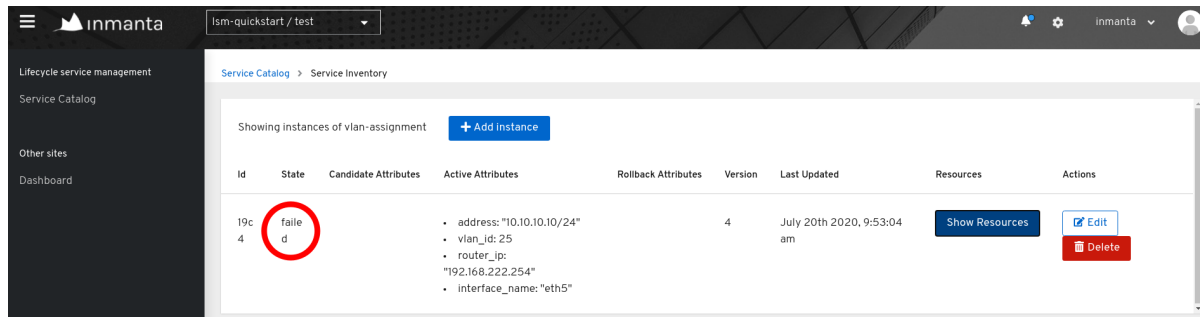 inmanta
lsm-quickstart / test
inmanta
Lifecycle service management
Service Catalog
Other sites
Dashboard
Service Catalog > Service Inventory
Showing instances of vlan-assignment
+ Add instance
Id State Candidate Attributes Active Attributes Rollback Attributes Version Last Updated Resources Actions
19c
4
faile
d
• address: "10.10.10.10/24"
• vlan_id: 25
• router_ip:
"192.168.222.254"
• interface_name: "eth5"
4
July 20th 2020, 9:53:04
am
Show Resources
Edit
Delete